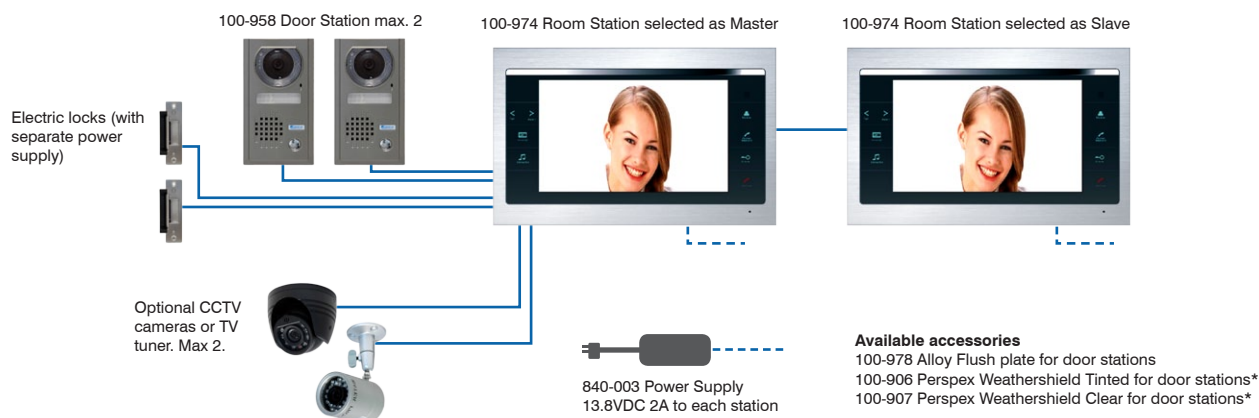 100-958 Door Station max. 2
100-974 Room Station selected as Master
100-974 Room Station selected as Slave
Electric locks (with
separate power
supply)
Optional CCTV
cameras or TV
tuner. Max 2.
840-003 Power Supply
13.8VDC 2A to each station
Available accessories
100-978 Alloy Flush plate for door stations
100-906 Perspex Weathershield Tinted for door stations*
100-907 Perspex Weathershield Clear for door stations*